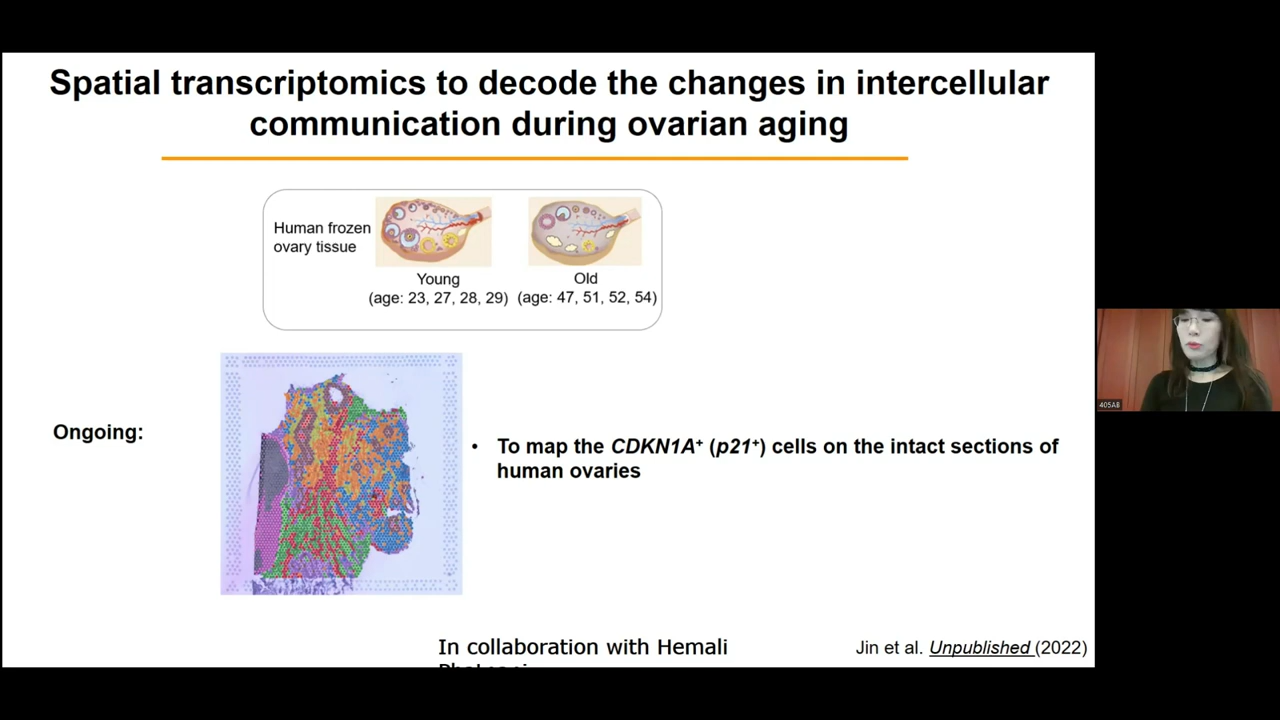 Spatial transcriptomics to decode the changes in intercellular
communication during ovarian aging
Human frozen
ovary tissue
Young
(age: 23, 27, 28, 29)
Old
(age: 47, 51, 52, 54)
Ongoing:
• To map the CDKN1A⁺ (p21⁺) cells on the intact sections of
human ovaries
In collaboration with Hemali
Jin et al. Unpublished (2022)
405AB